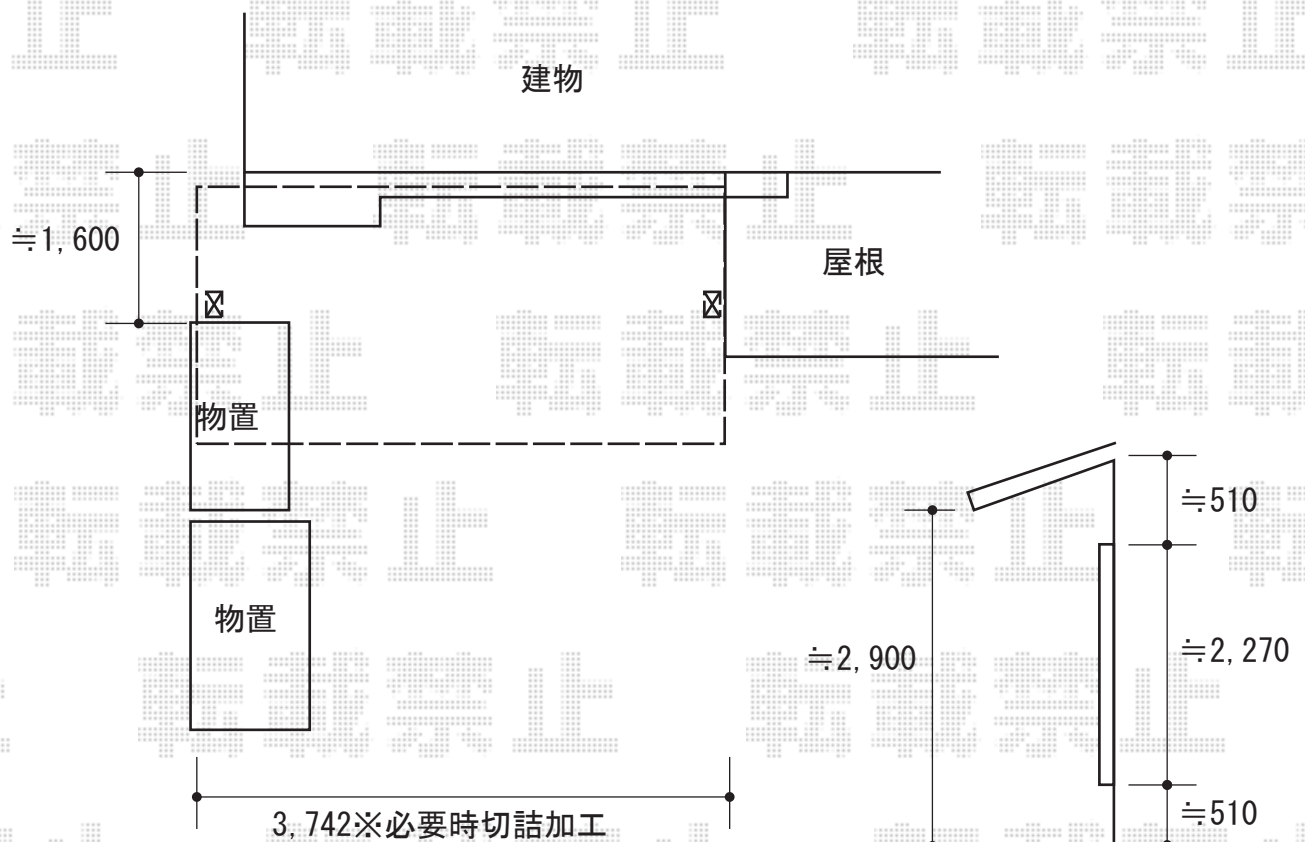 建物
≒1,600
屋根
物置
物置
≒510
≒2,900
≒2,270
≒510
3,742※必要時切詰加工
転載禁止